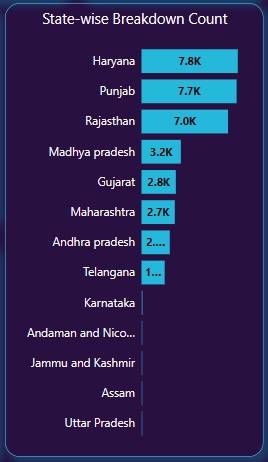 State-wise Breakdown Count
Haryana 7.8K
Punjab 7.7K
Rajasthan 7.0K
Madhya pradesh 3.2K
Gujarat 2.8K
Maharashtra 2.7K
Andhra pradesh 2....
Telangana 1...
Karnataka
Andaman and Nico...
Jammu and Kashmir
Assam
Uttar Pradesh